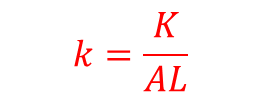 k = K / AL